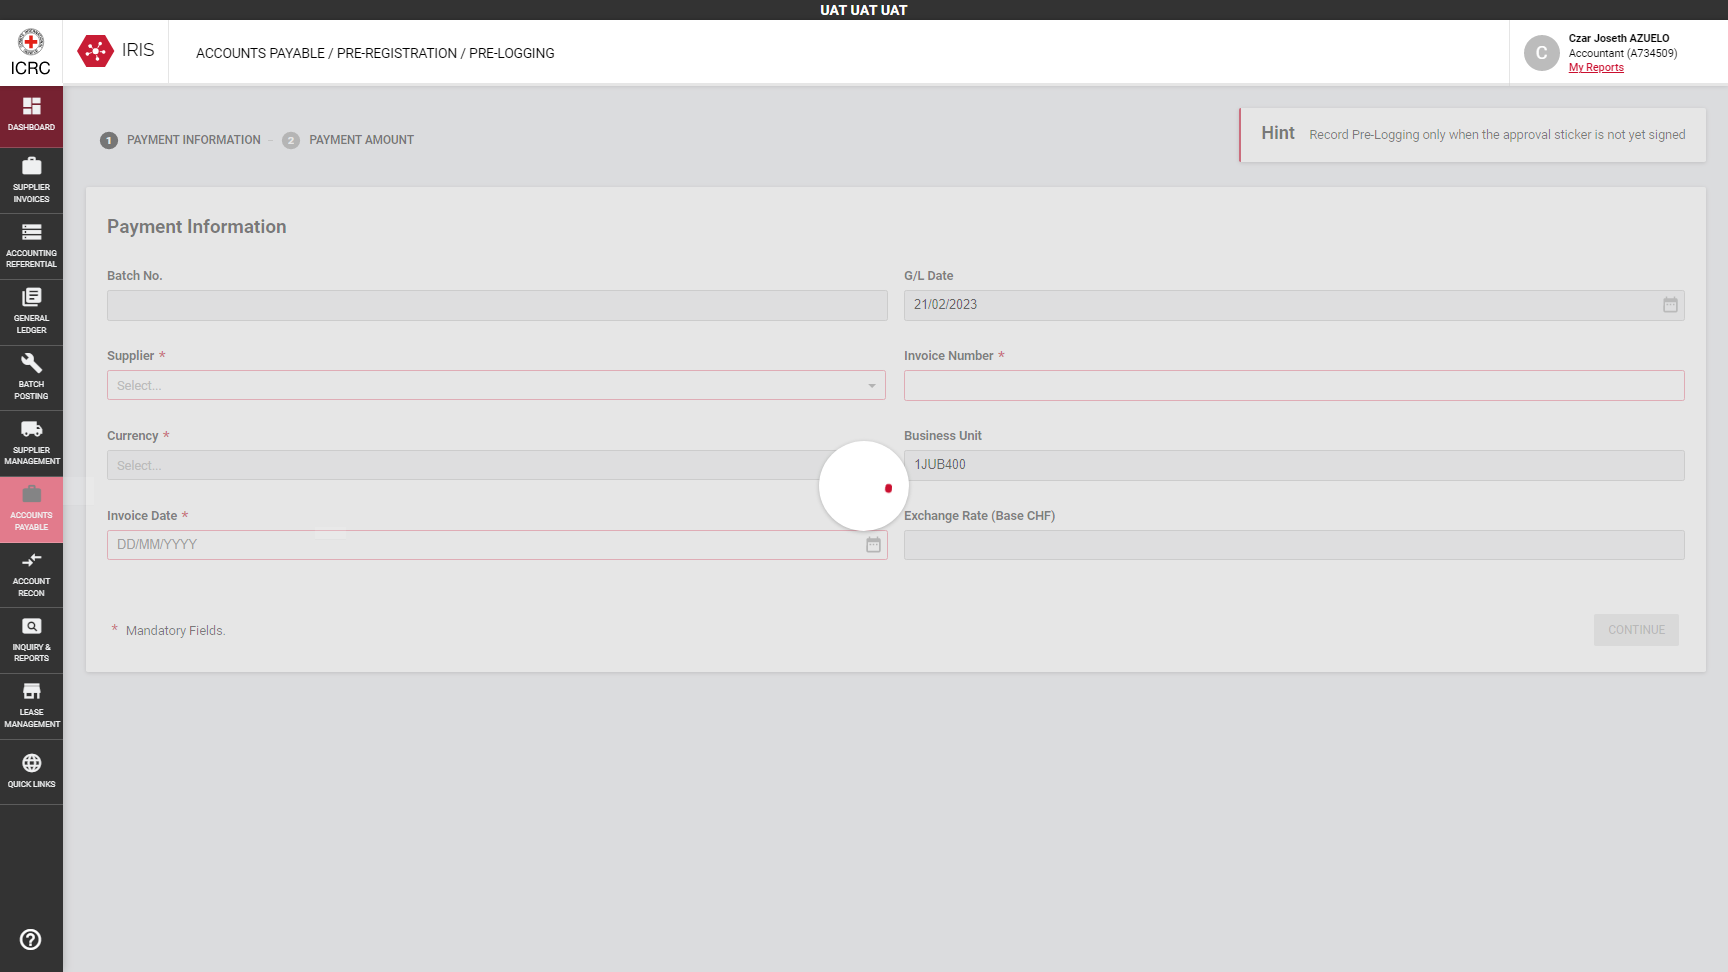 UAT UAT UAT
ICRC
IRIS
ACCOUNTS PAYABLE / PRE-REGISTRATION / PRE-LOGGING
C
Czar Joseth AZUELO
Accountant (A734509)
My Reports
DASHBOARD
SUPPLIER
INVOICES
ACCOUNTING
REFERENTIAL
GENERAL
LEDGER
BATCH
POSTING
SUPPLIER
MANAGEMENT
ACCOUNTS
PAYABLE
ACCOUNT
RECON
INQUIRY &
REPORTS
LEASE
MANAGEMENT
QUICK LINKS
1 PAYMENT INFORMATION - 2 PAYMENT AMOUNT
Hint Record Pre-Logging only when the approval sticker is not yet signed
Payment Information
Batch No.
G/L Date
21/02/2023
Supplier *
Select...
Invoice Number *
Currency *
Select...
Business Unit
1JUB400
Invoice Date *
DD/MM/YYYY
Exchange Rate (Base CHF)
* Mandatory Fields.
CONTINUE